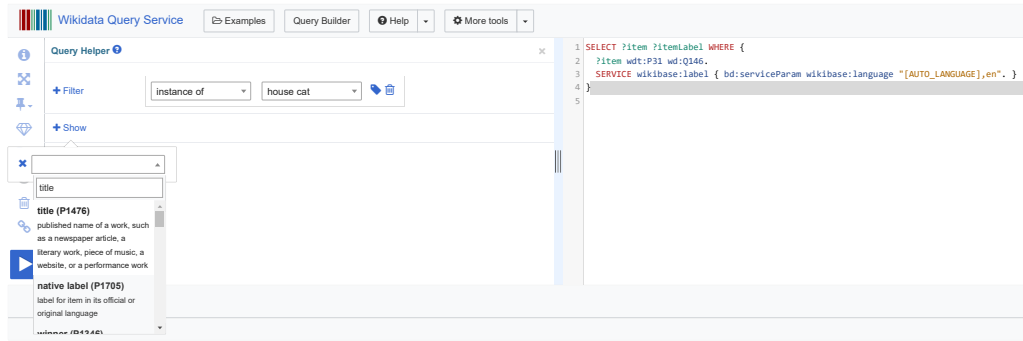 Wikidata Query Service
Examples
Query Builder
Help
More tools
Query Helper
+ Filter
instance of
house cat
+ Show
title
title (P1476)
published name of a work, such
as a newspaper article, a
literary work, piece of music, a
website, or a performance work
native label (P1705)
label for item in its official or
original language
winner (P1346)
1 SELECT ?item ?itemLabel WHERE {
2 ?item wdt:P31 wd:Q146.
3 SERVICE wikibase:label { bd:serviceParam wikibase:language "[AUTO_LANGUAGE],en". }
4 }
5